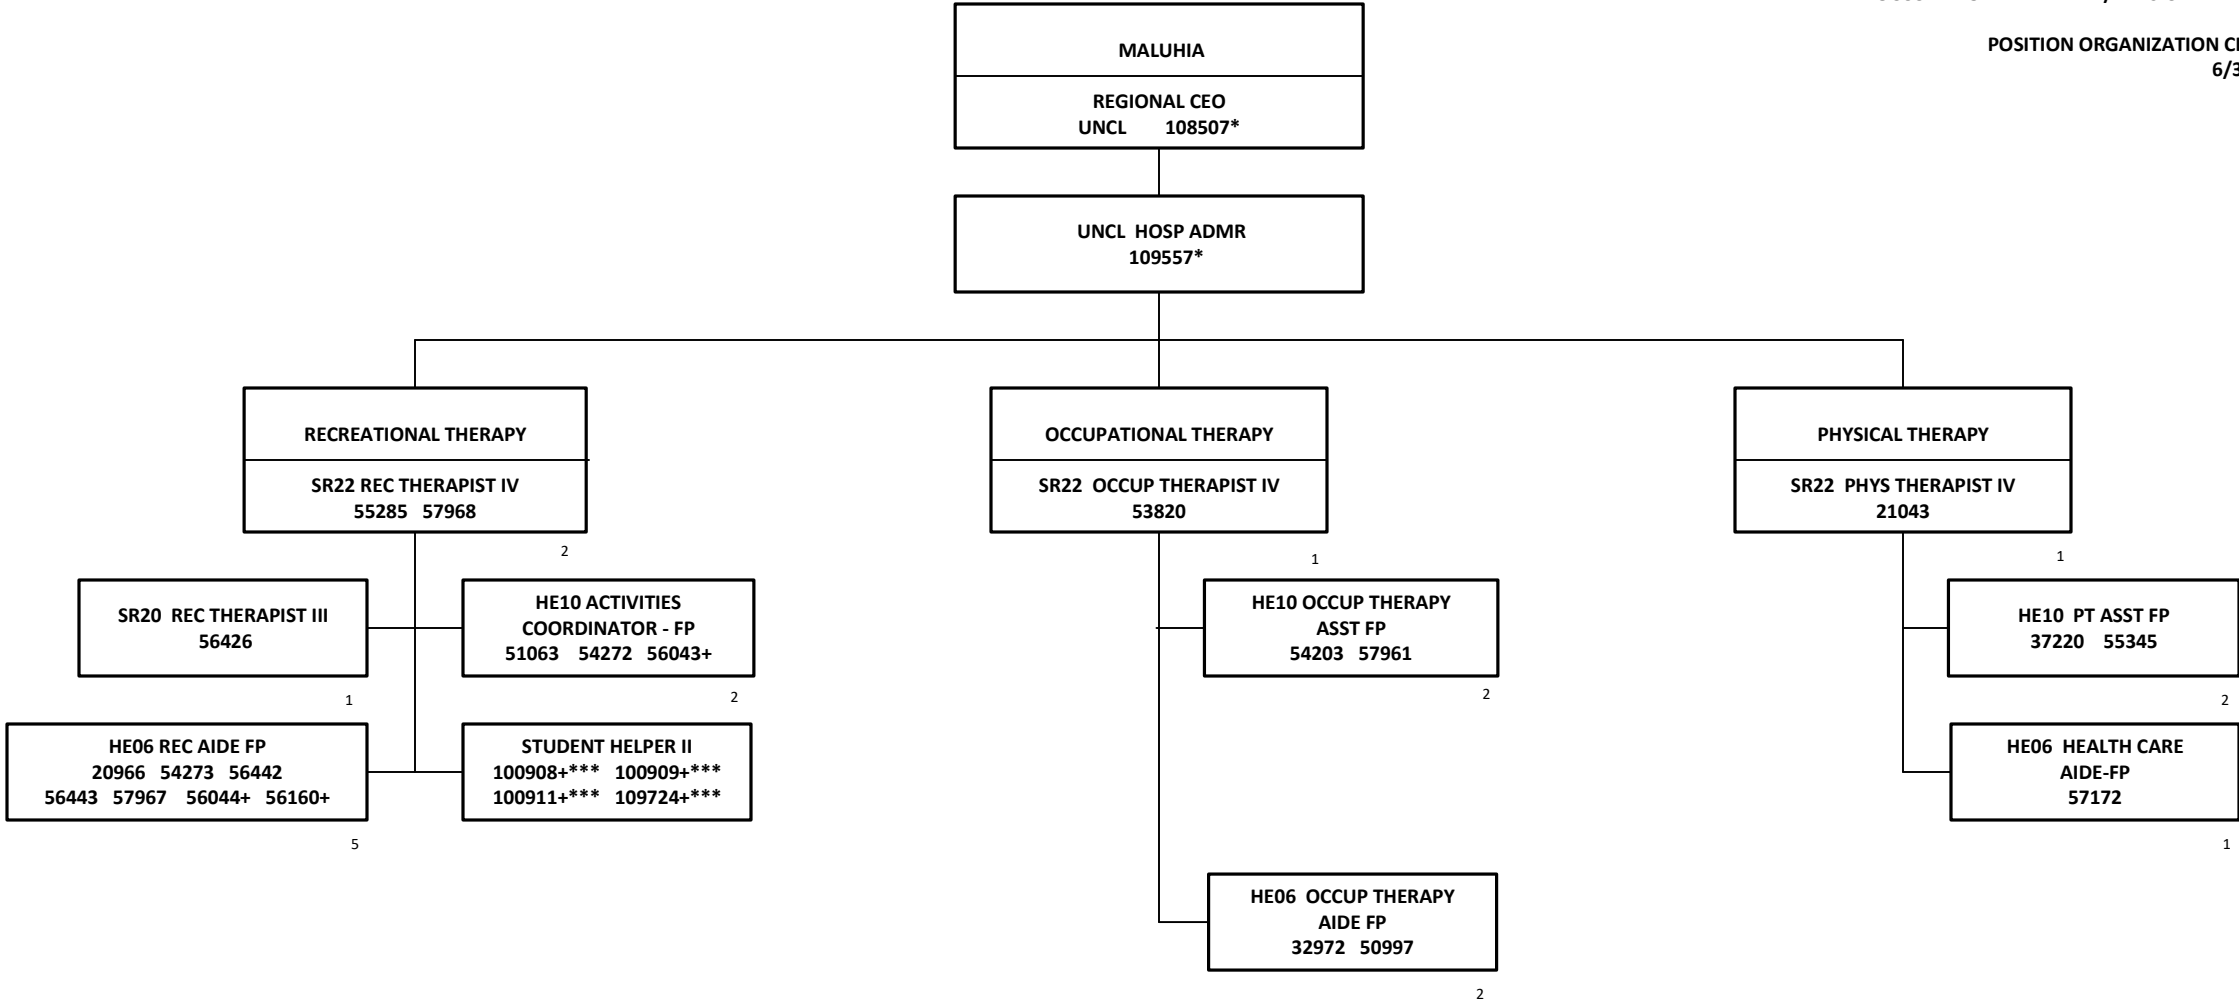 POSITION ORGANIZATION
6/3
MALUHIA
REGIONAL CEO
UNCL 108507*
UNCL HOSP ADMR
109557*
RECREATIONAL THERAPY
SR22 REC THERAPIST IV
55285 57968
2
OCCUPATIONAL THERAPY
SR22 OCCUP THERAPIST IV
53820
1
PHYSICAL THERAPY
SR22 PHYS THERAPIST IV
21043
1
SR20 REC THERAPIST III
56426
1
HE10 ACTIVITIES
COORDINATOR - FP
51063 54272 56043+
2
HE06 REC AIDE FP
20966 54273 56442
56443 57967 56044+ 56160+
5
STUDENT HELPER II
100908+*** 100909+***
100911+*** 109724+***
HE10 OCCUP THERAPY
ASST FP
54203 57961
2
HE06 OCCUP THERAPY
AIDE FP
32972 50997
2
HE10 PT ASST FP
37220 55345
2
HE06 HEALTH CARE
AIDE-FP
57172
1